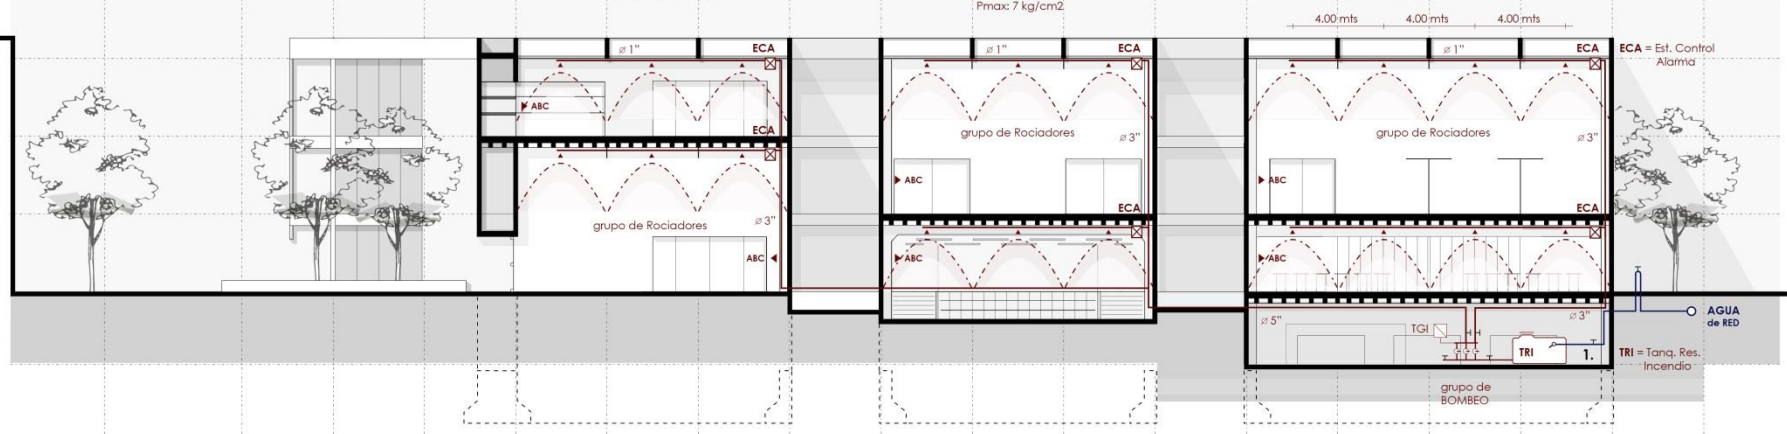 Pmax: 7 kg/cm2
4.00 mts 4.00 mts 4.00 mts
ø 1" ECA ø 1" ECA ø 1" ECA ECA = Est. Control
Alarma
ABC
ECA grupo de Rociadores ø 3" grupo de Rociadores ø 3"
ABC ABC
ECA ECA
grupo de Rociadores ø 3"
ABC ABC ABC
AGUA
de RED
ø 5" TGI ø 3"
TRI 1. TRI = Tanq. Res.
Incendio
grupo de
BOMBEO